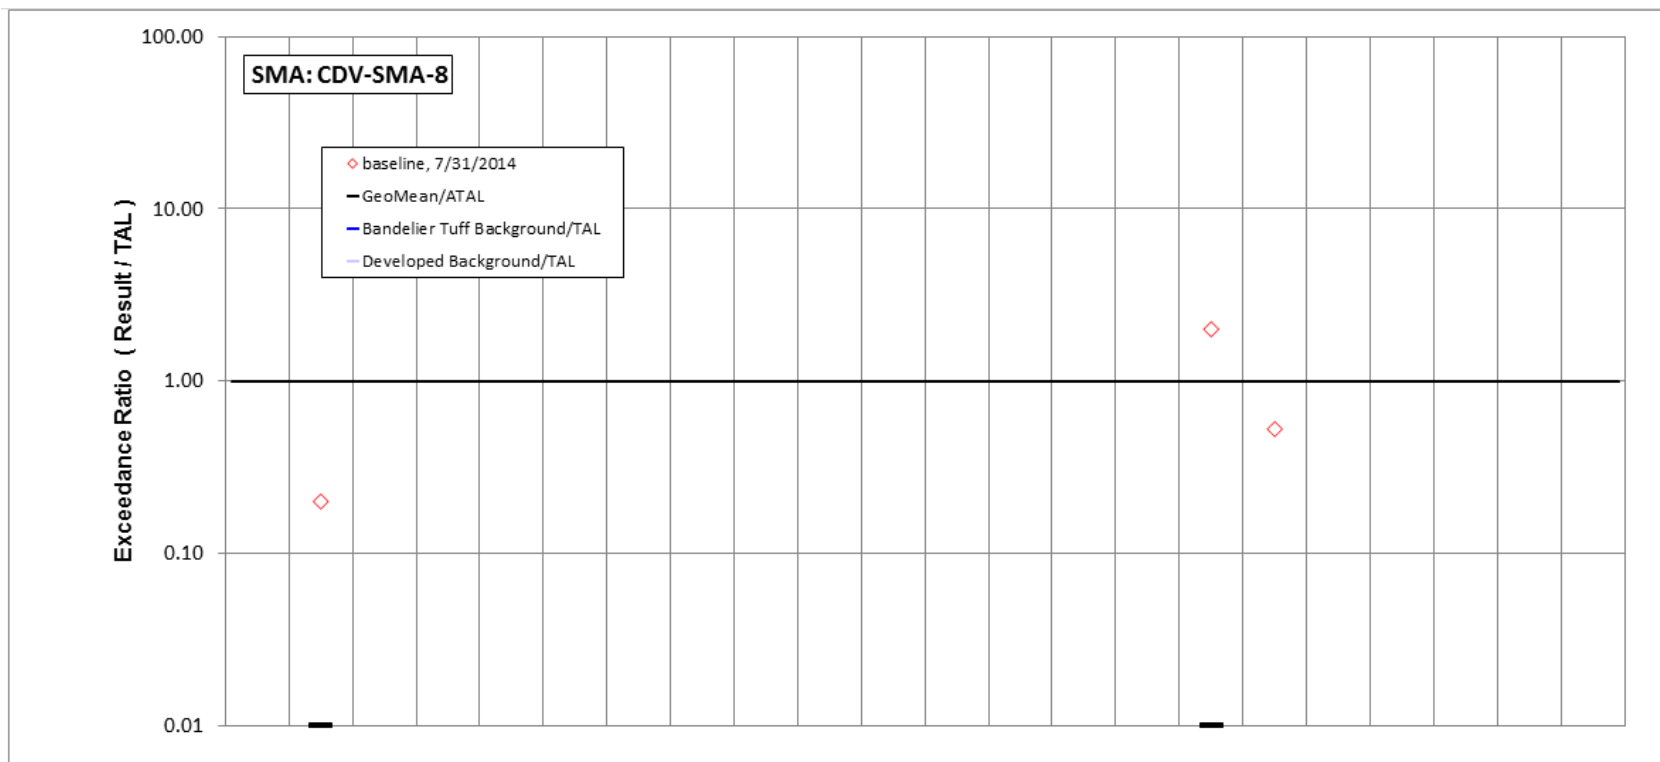 100.00
SMA: CDV-SMA-8
baseline, 7/31/2014
GeoMean/ATAL
10.00
Bandelier Tuff Background/TAL
Developed Background/TAL
Exceedance Ratio ( Result / TAL )
1.00
0.10
0.01